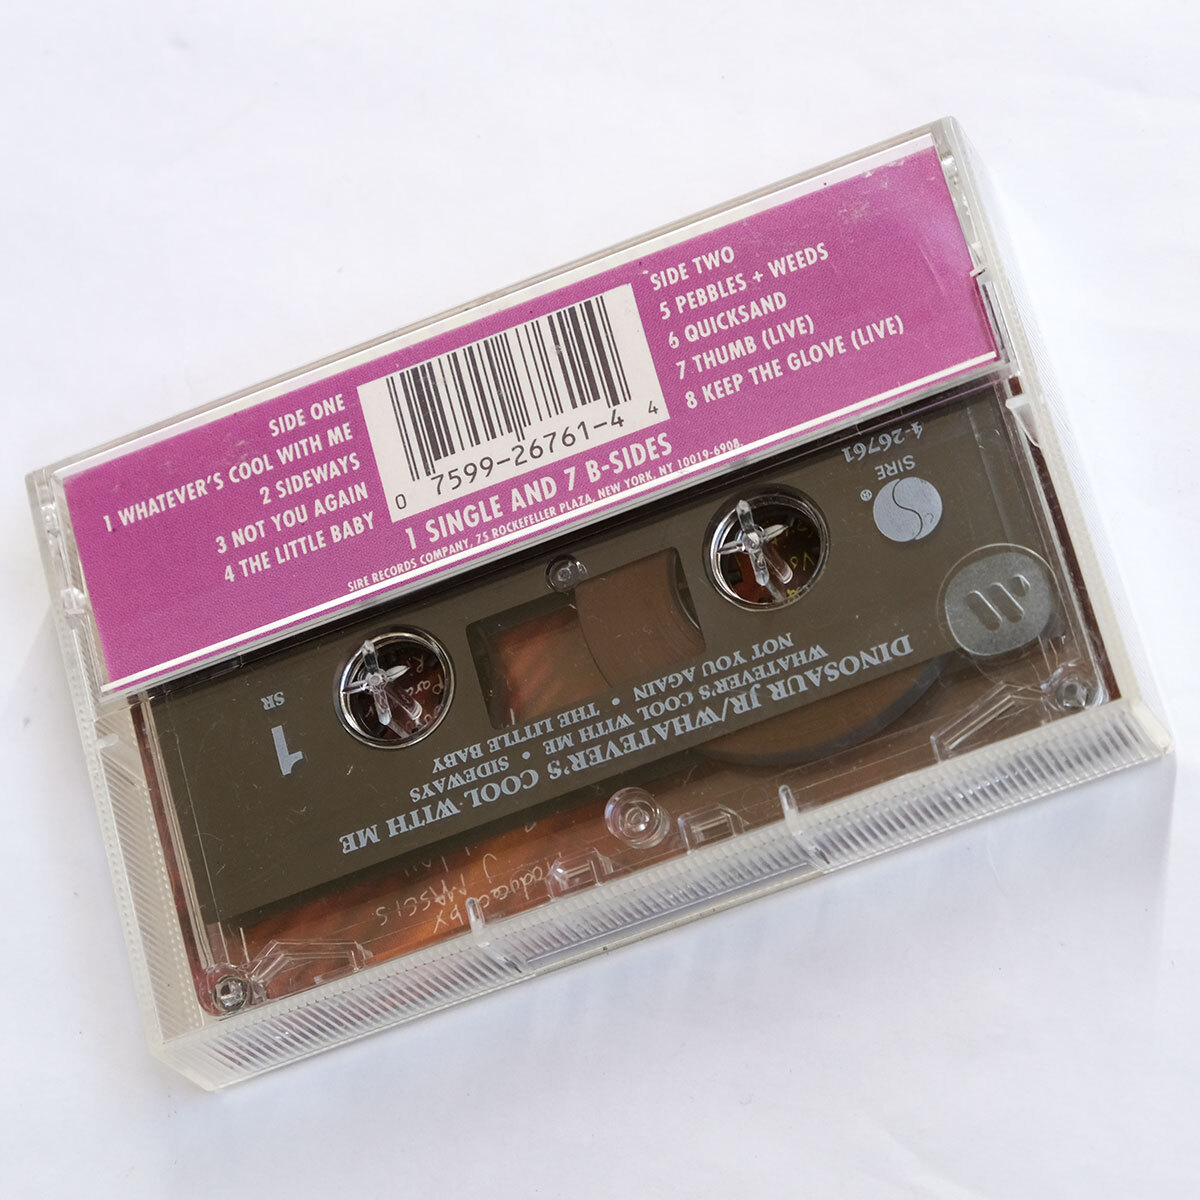 SIDE ONE
1 WHATEVER'S COOL WITH ME
2 SIDEWAYS
3 NOT YOU AGAIN
4 THE LITTLE BABY
0 7599-26761-4 4
1 SINGLE AND 7 B-SIDES
SIRE RECORDS COMPANY, 75 ROCKEFELLER PLAZA, NEW YORK, NY 10019-6908.
SIDE TWO
5 PEBBLES + WEEDS
6 QUICKSAND
7 THUMB (LIVE)
8 KEEP THE GLOVE (LIVE)
DINOSAUR JR/WHATEVER'S COOL WITH ME
WHATEVER'S COOL WITH ME • SIDEWAYS
NOT YOU AGAIN • THE LITTLE BABY
1
SR
SIRE
®
4-26761
J. MASCIS